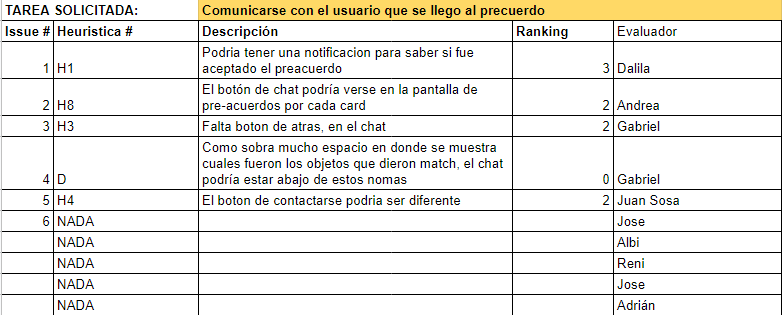 TAREA SOLICITADA: Comunicarse con el usuario que se llego al precuerdo
Issue # Heuristica # Descripción Ranking Evaluador
Podria tener una notificacion para saber si fue
1 H1 aceptado el preacuerdo 3 Dalila
El botón de chat podría verse en la pantalla de
2 H8 pre-acuerdos por cada card 2 Andrea
3 H3 Falta boton de atras, en el chat 2 Gabriel
Como sobra mucho espacio en donde se muestra
cuales fueron los objetos que dieron match, el chat
4 D podría estar abajo de estos nomas 0 Gabriel
5 H4 El boton de contactarse podria ser diferente 2 Juan Sosa
6 NADA Jose
NADA Albi
NADA Reni
NADA Jose
NADA Adrián